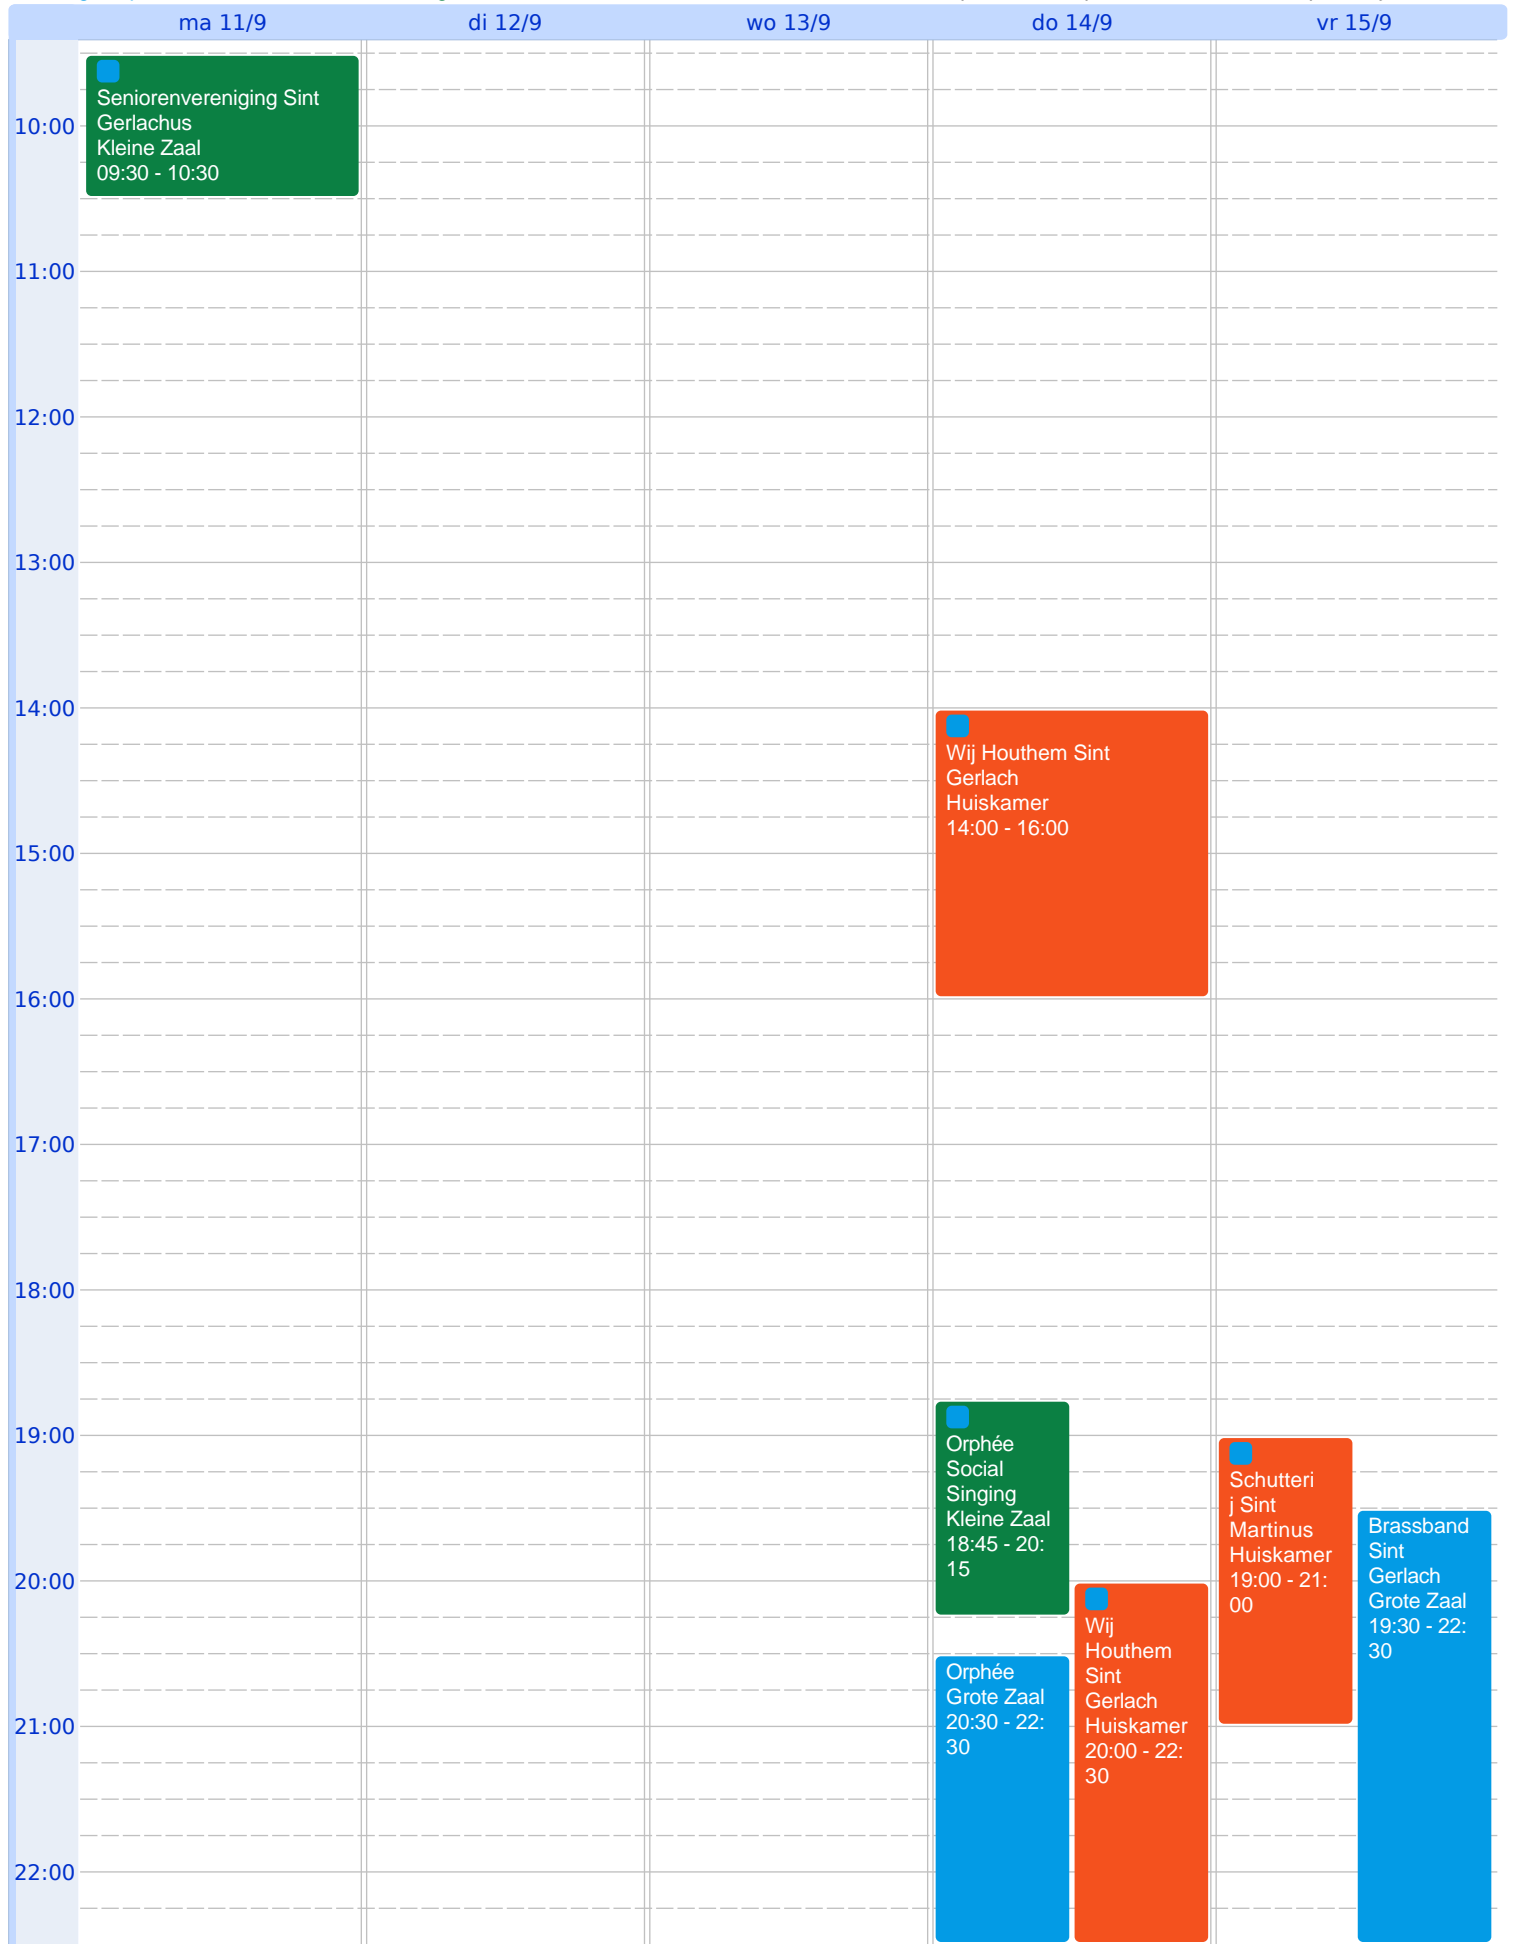 ma 11/9
di 12/9
wo 13/9
do 14/9
vr 15/9
Seniorenvereniging Sint
Gerlachus
Kleine Zaal
09:30 - 10:30
10:00
11:00
12:00
13:00
14:00
Wij Houthem Sint
Gerlach
Huiskamer
14:00 - 16:00
15:00
16:00
17:00
18:00
19:00
Orphée
Social
Singing
Kleine Zaal
18:45 - 20:
15
Schutteri
j Sint
Martinus
Huiskamer
19:00 - 21:
00
Brassband
Sint
Gerlach
Grote Zaal
19:30 - 22:
30
20:00
Wij
Houthem
Sint
Gerlach
Huiskamer
20:00 - 22:
30
Orphée
Grote Zaal
20:30 - 22:
30
21:00
22:00